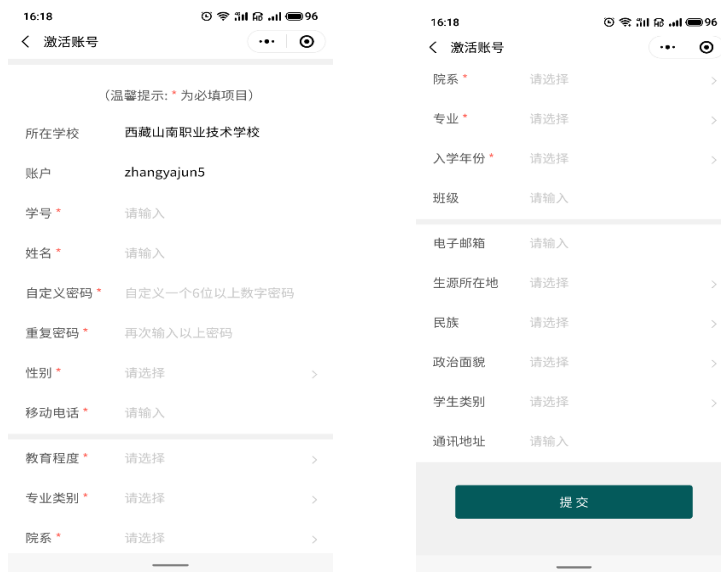 16:18
96
激活账号
（温馨提示: * 为必填项目）
所在学校 西藏山南职业技术学校
账户 zhangyajun5
学号 * 请输入
姓名 * 请输入
自定义密码 * 自定义一个6位以上数字密码
重复密码 * 再次输入以上密码
性别 * 请选择
移动电话 * 请输入
教育程度 * 请选择
专业类别 * 请选择
院系 * 请选择
16:18
96
激活账号
院系 * 请选择
专业 * 请选择
入学年份 * 请选择
班级 请输入
电子邮箱 请输入
生源所在地 请选择
民族 请选择
政治面貌 请选择
学生类别 请选择
通讯地址 请输入
提交